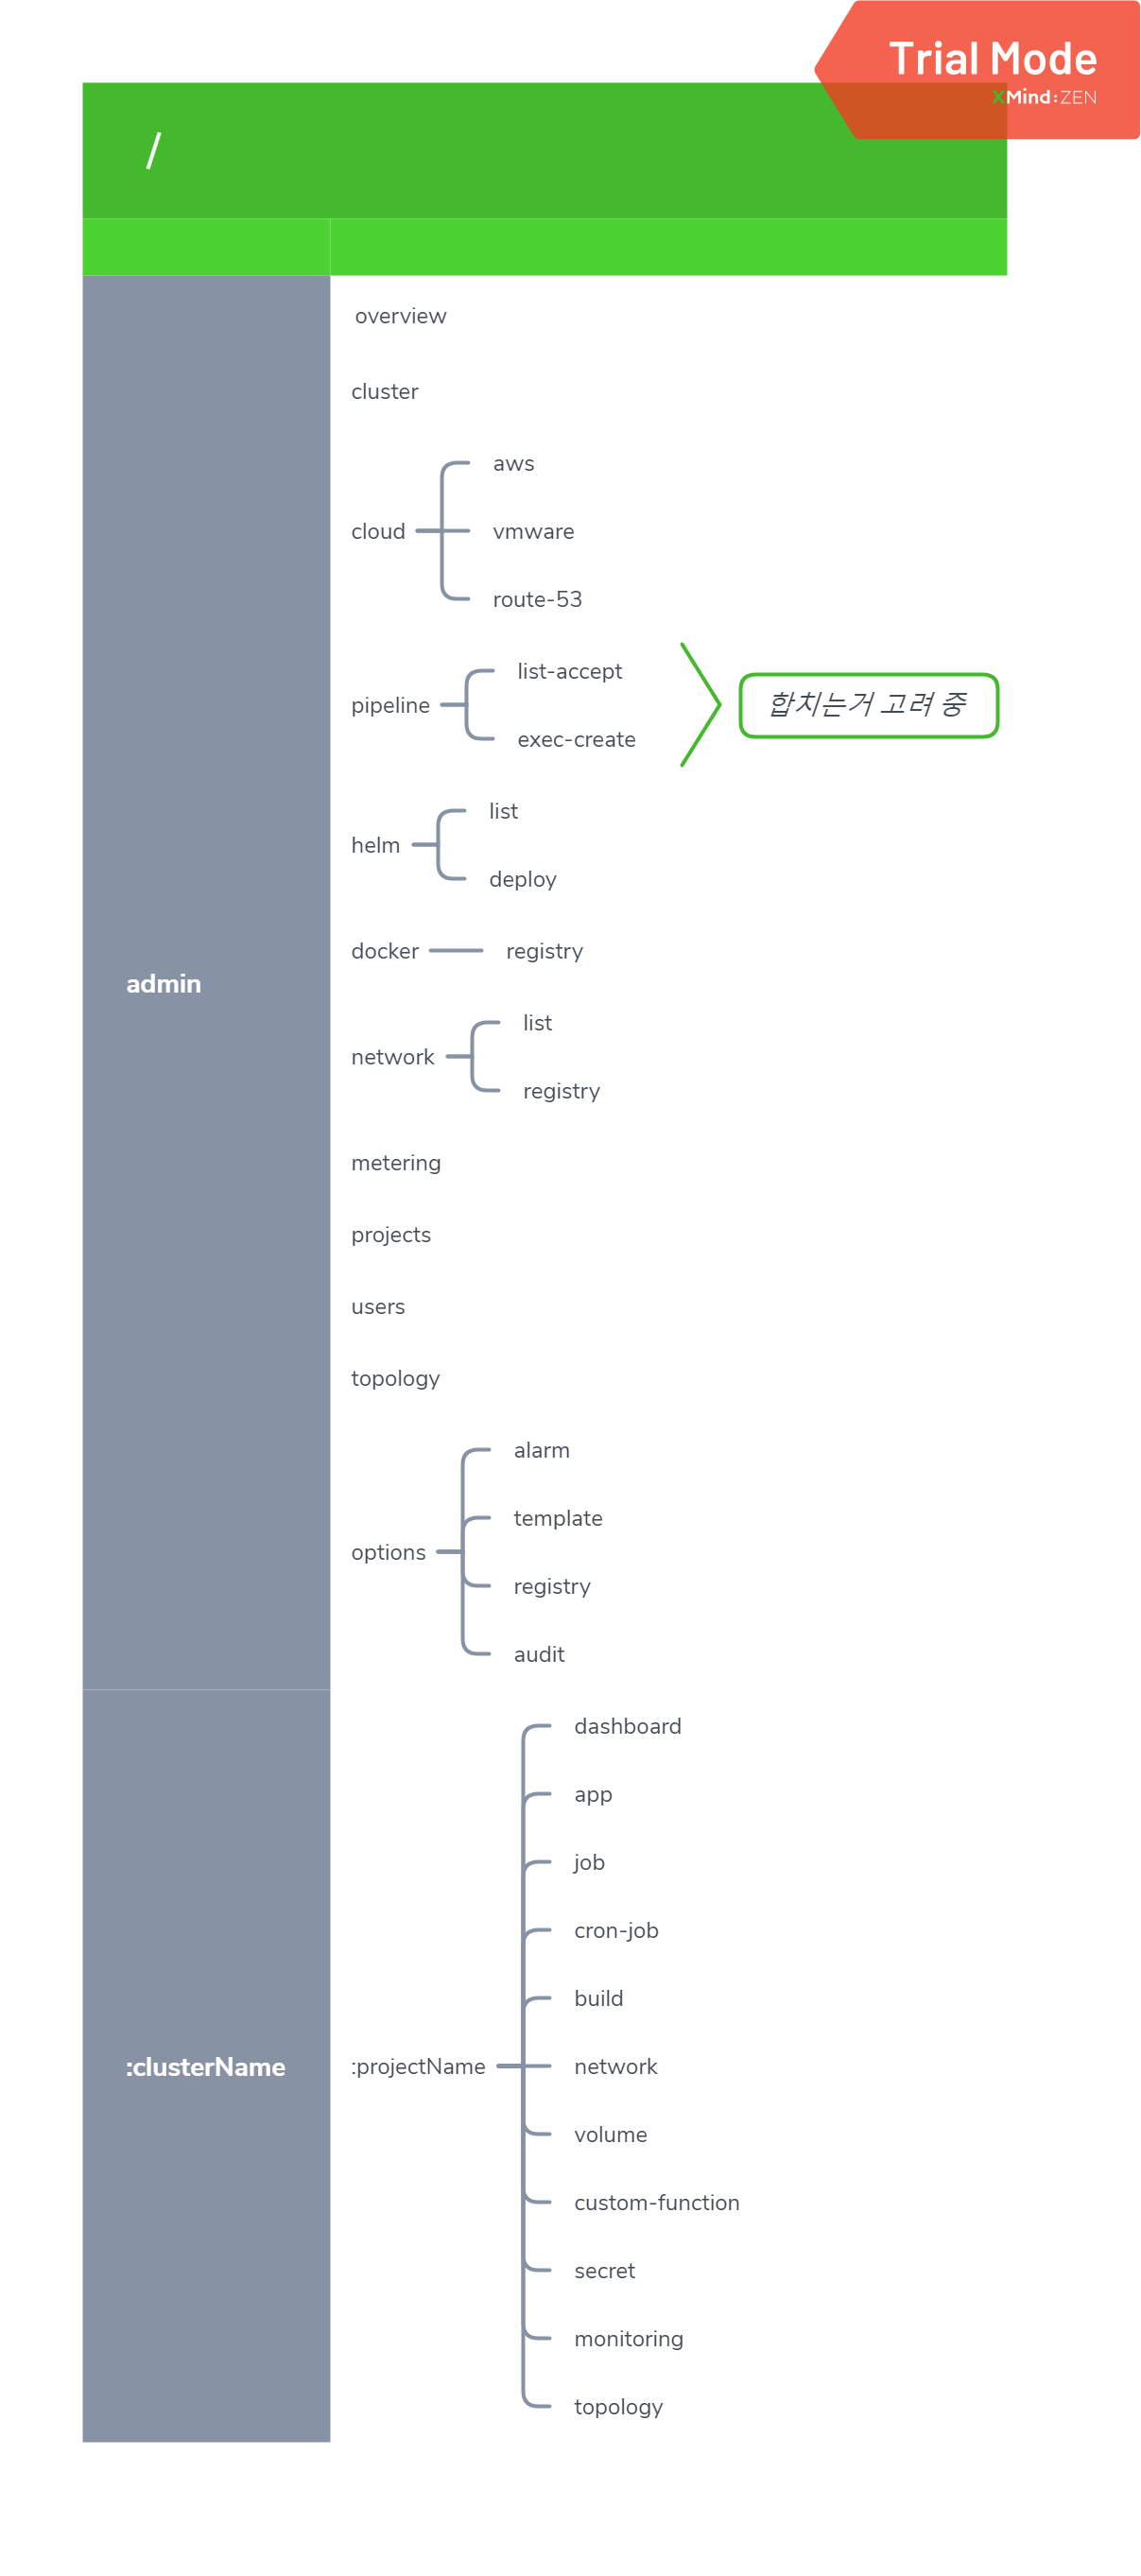 Trial Mode
XMind:ZEN
/
admin
overview
cluster
cloud
aws
vmware
route-53
pipeline
list-accept
exec-create
합치는거 고려 중
helm
list
deploy
docker
registry
network
list
registry
metering
projects
users
topology
options
alarm
template
registry
audit
:clusterName
:projectName
dashboard
app
job
cron-job
build
network
volume
custom-function
secret
monitoring
topology